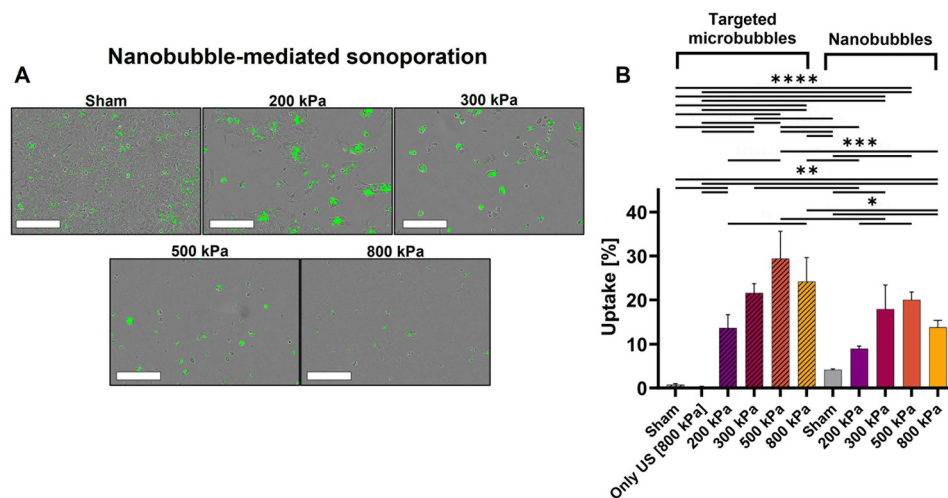 Nanobubble-mediated sonoporation
A
Sham
200 kPa
300 kPa
500 kPa
800 kPa
B
Targeted
microbubbles
Nanobubbles
****
***
**
*
Uptake [%]
40
30
20
10
0
Sham
Only US [800 kPa]
200 kPa
300 kPa
500 kPa
800 kPa
Sham
200 kPa
300 kPa
500 kPa
800 kPa